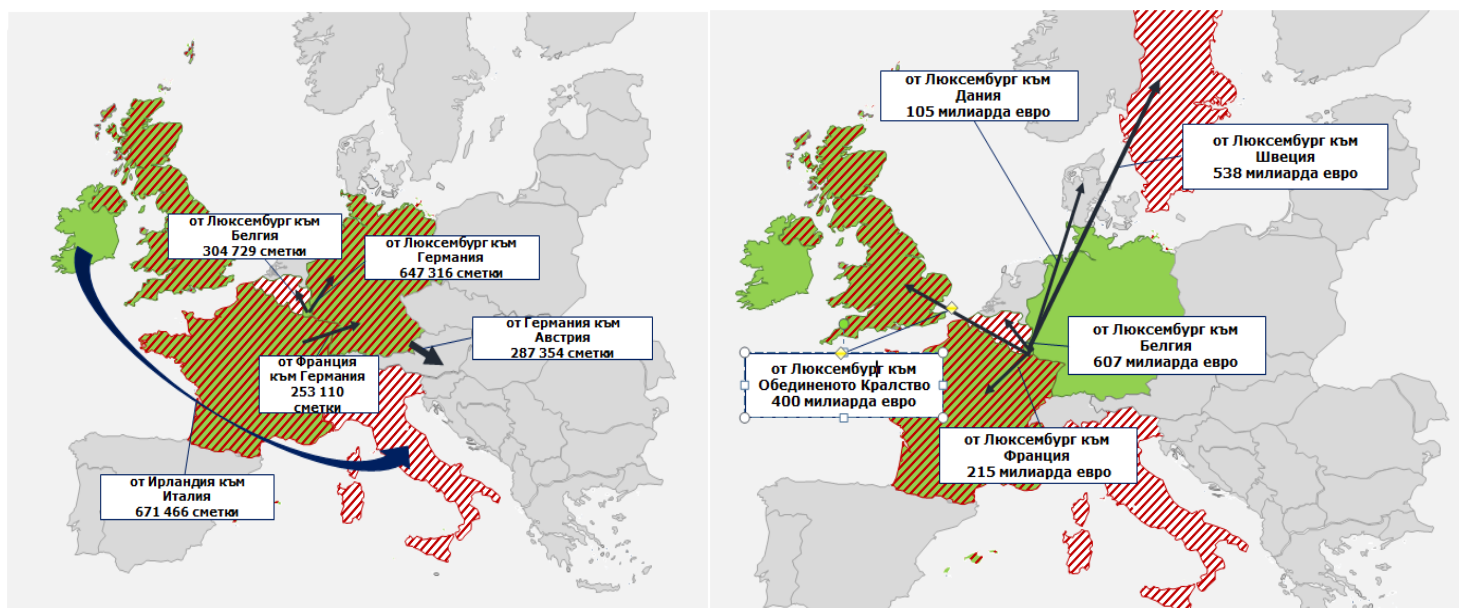 от Люксембург към
Белгия
304 729 сметки
от Люксембург към
Германия
647 316 сметки
от Германия към
Австрия
287 354 сметки
от Франция
към Германия
253 110
сметки
от Ирландия към
Италия
671 466 сметки
от Люксембург към
Дания
105 милиарда евро
от Люксембург към
Швеция
538 милиарда евро
от Люксембург към
Белгия
607 милиарда евро
от Люксембург към
Обединеното Кралство
400 милиарда евро
от Люксембург към
Франция
215 милиарда евро